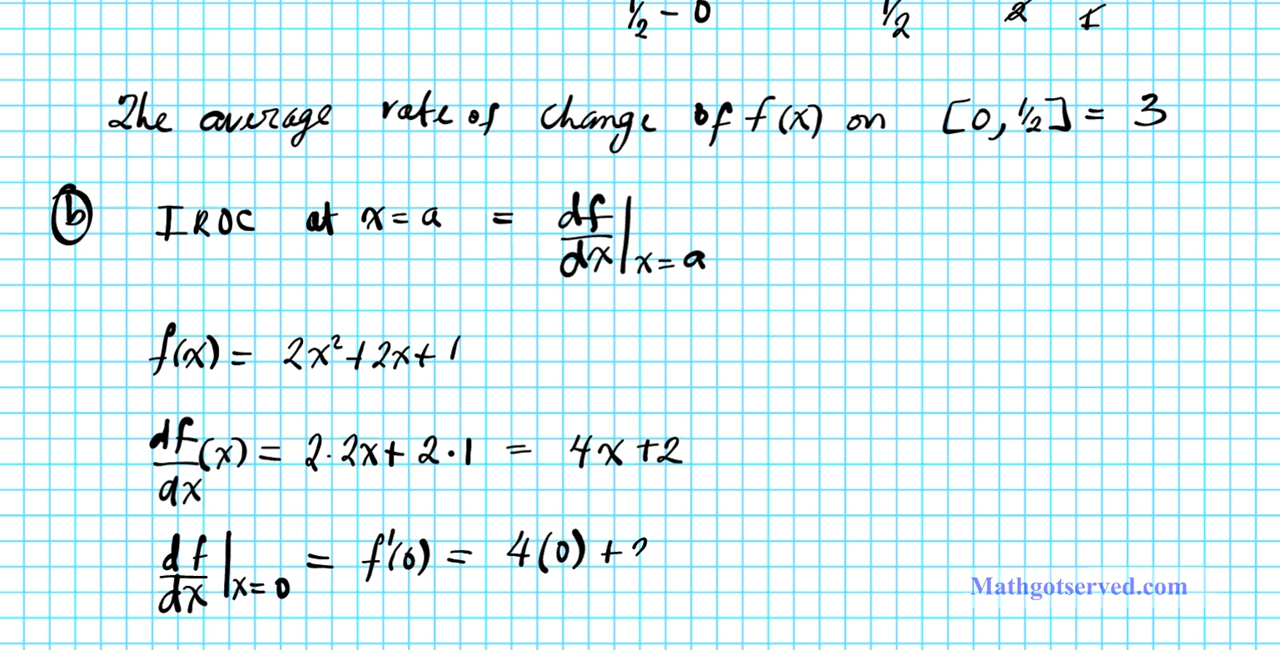 ½ - 0 ½ 2 1
The average rate of change of f(x) on [0, ½] = 3
(b) IROC at x = a = df/dx |x=a
f(x) = 2x² + 2x + 1
df/dx (x) = 2·2x + 2·1 = 4x + 2
df/dx |x=0 = f'(0) = 4(0) +
Mathgotserved.com